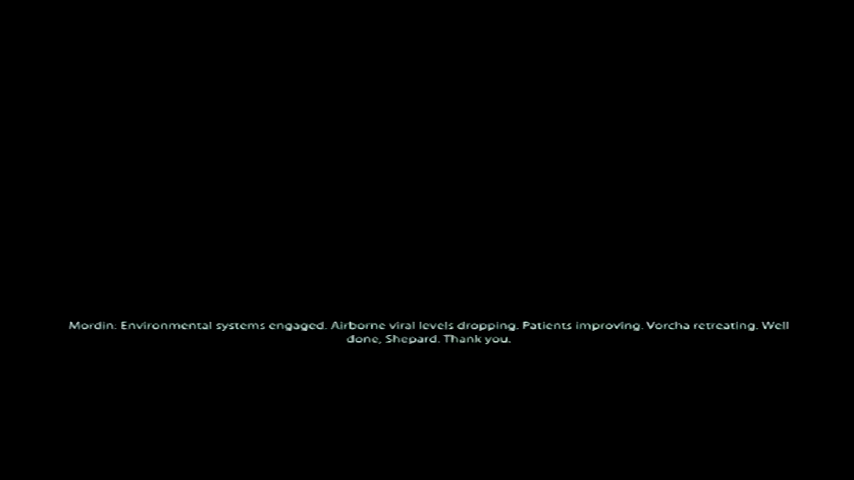 Mordin. Environmental systems engaged. Airborne viral levels dropping. Patients improving. Vorcha retreating. Well
done, Shepard. Thank you.